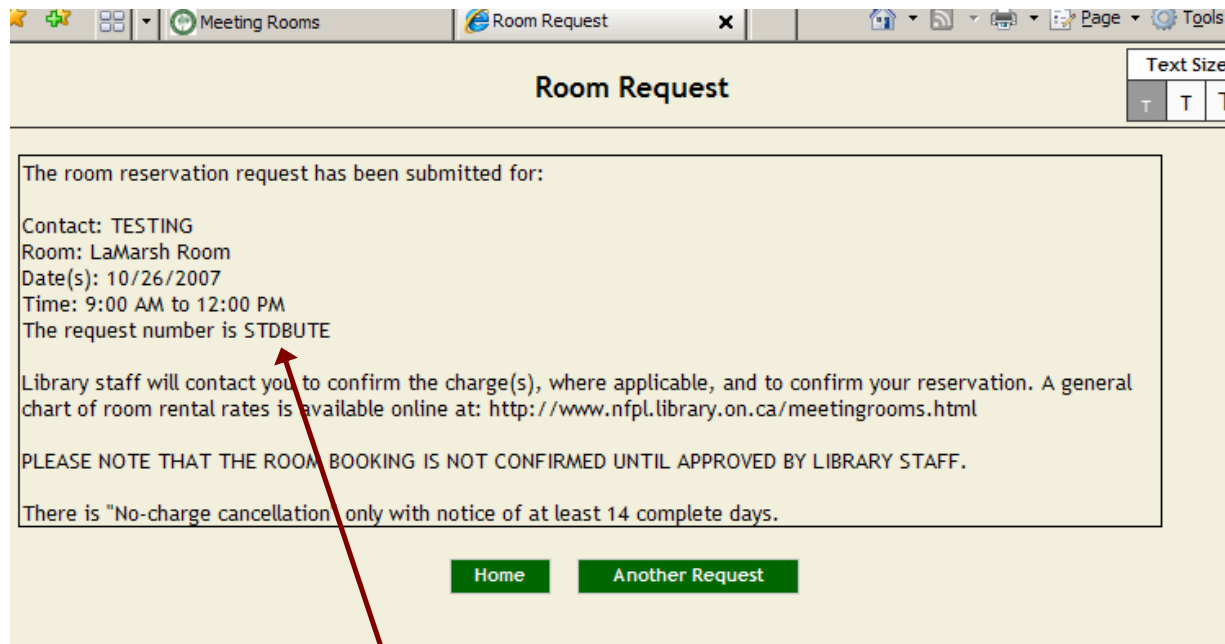 Meeting Rooms
Room Request
Page
Tools
Room Request
Text Size
T T T
The room reservation request has been submitted for:
Contact: TESTING
Room: LaMarsh Room
Date(s): 10/26/2007
Time: 9:00 AM to 12:00 PM
The request number is STDBUTE
Library staff will contact you to confirm the charge(s), where applicable, and to confirm your reservation. A general
chart of room rental rates is available online at: http://www.nfpl.library.on.ca/meetingrooms.html
PLEASE NOTE THAT THE ROOM BOOKING IS NOT CONFIRMED UNTIL APPROVED BY LIBRARY STAFF.
There is "No-charge cancellation" only with notice of at least 14 complete days.
Home
Another Request